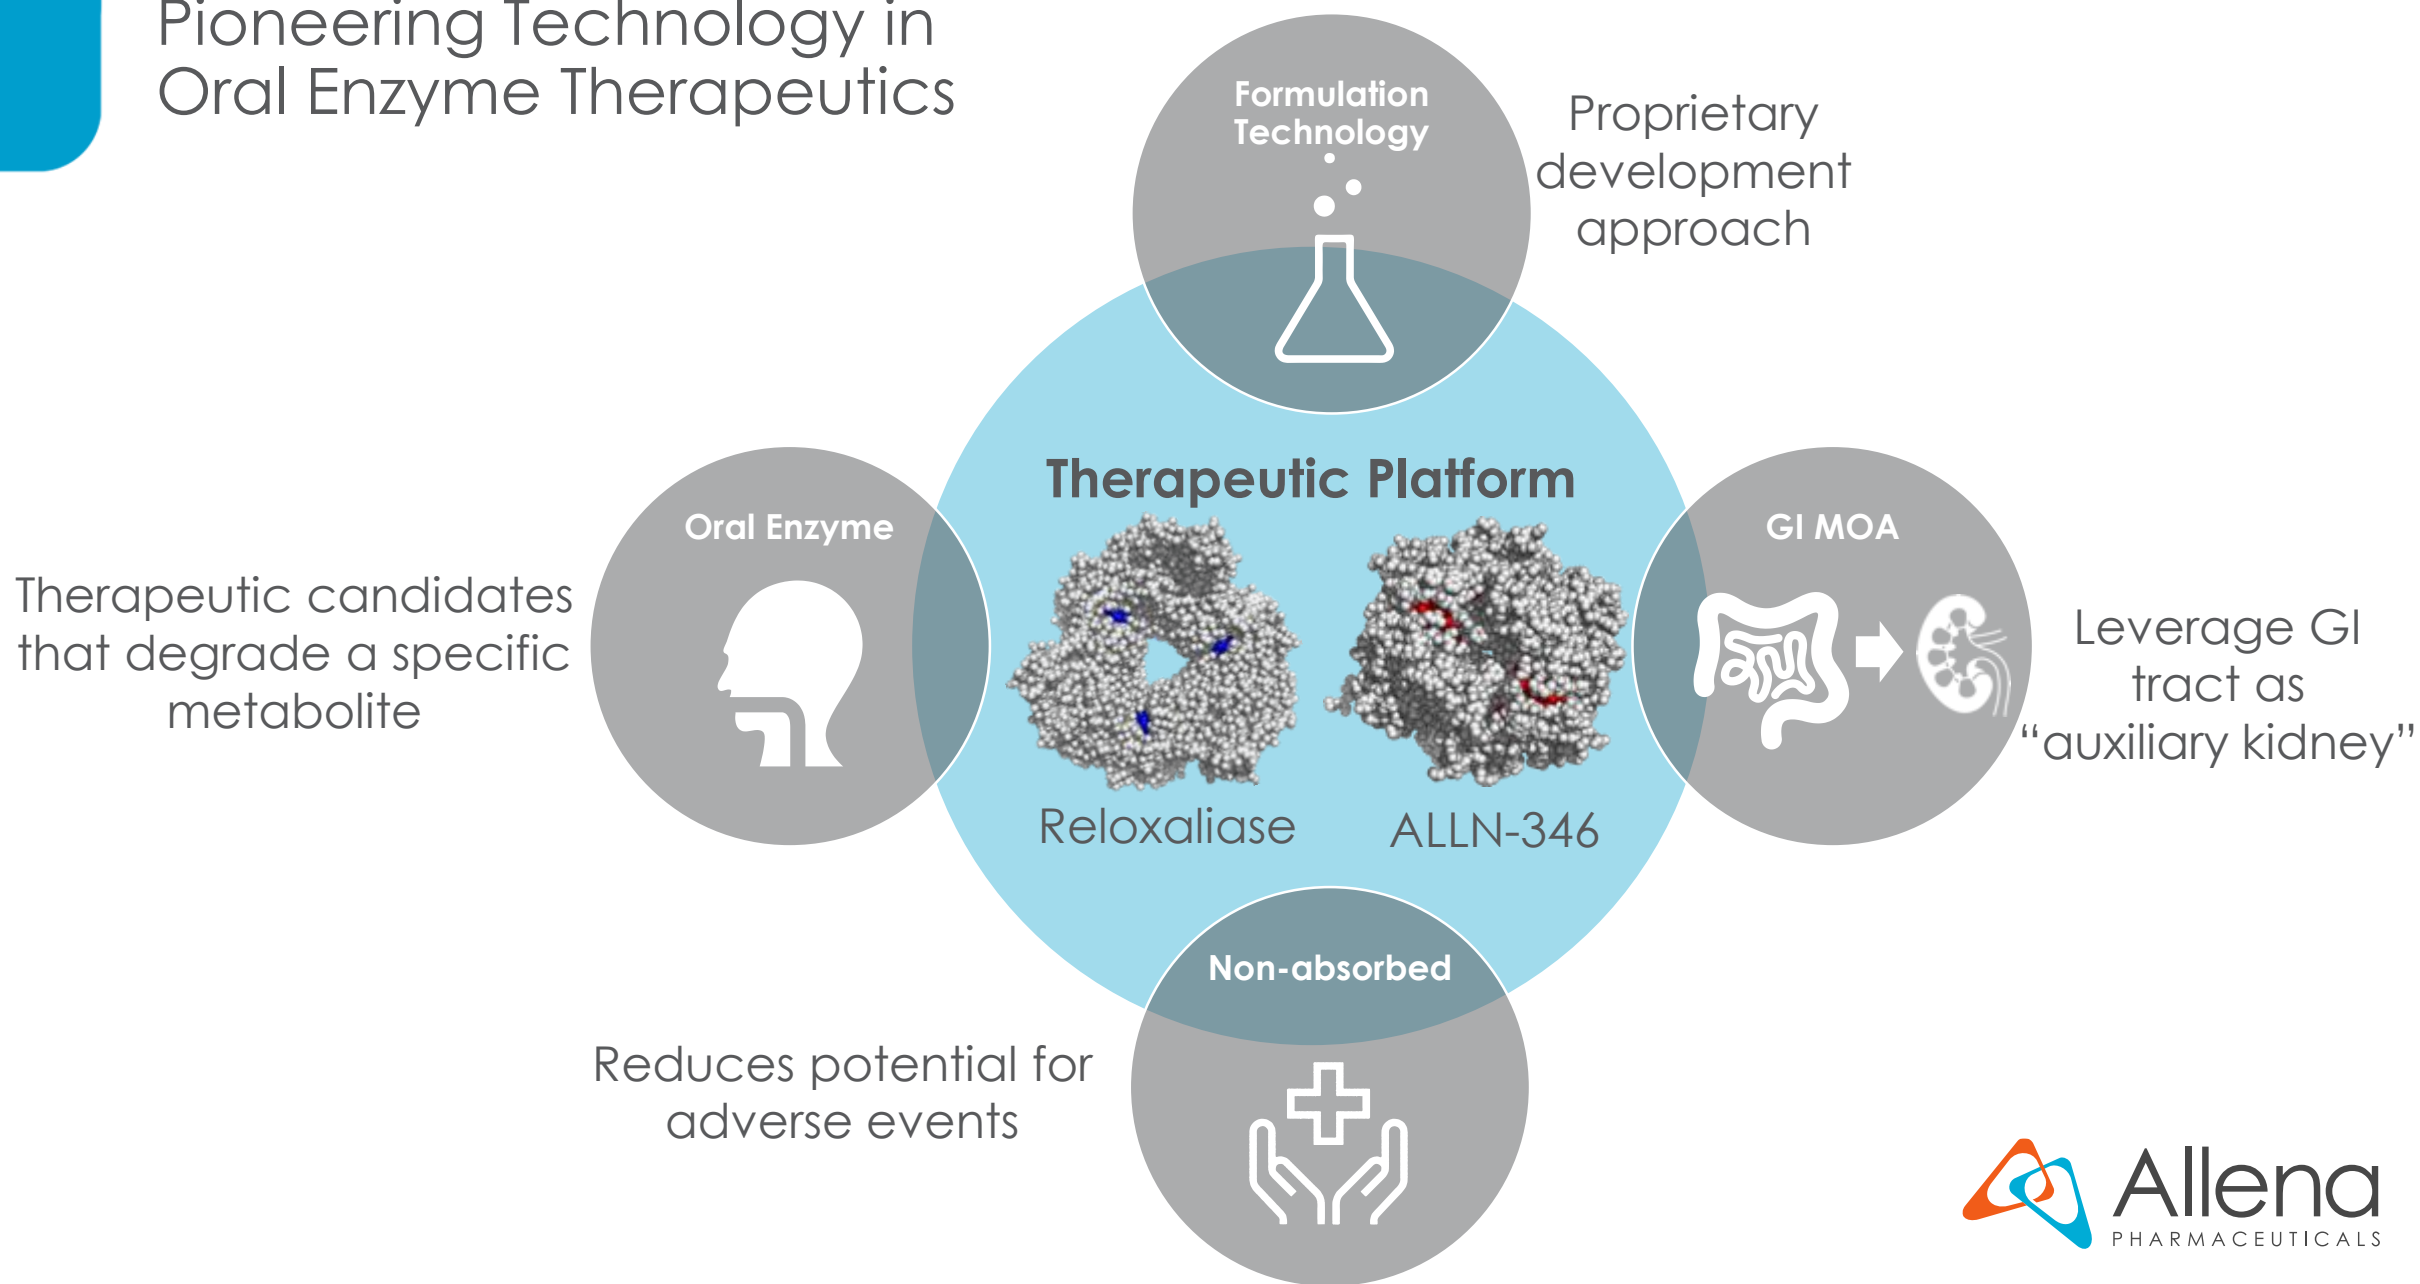 Pioneering Technology in
Oral Enzyme Therapeutics
Formulation
Technology
Proprietary
development
approach
Therapeutic Platform
Oral Enzyme
GI MOA
Therapeutic candidates
that degrade a specific
metabolite
Leverage GI
tract as
“auxiliary kidney”
Reloxaliase
ALLN-346
Non-absorbed
Reduces potential for
adverse events
Allena
PHARMACEUTICALS